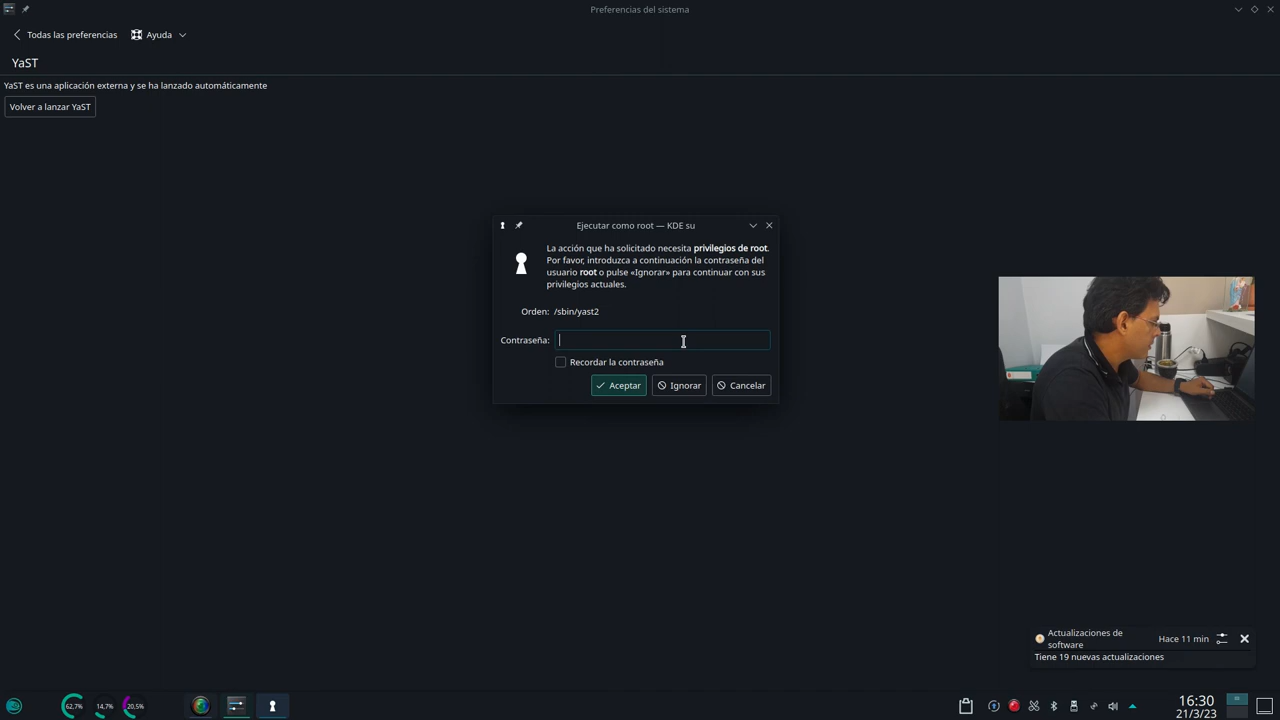 Preferencias del sistema
Todas las preferencias
Ayuda
YaST
YaST es una aplicación externa y se ha lanzado automáticamente
Volver a lanzar YaST
Ejecutar como root — KDE su
La acción que ha solicitado necesita privilegios de root.
Por favor, introduzca a continuación la contraseña del
usuario root o pulse «Ignorar» para continuar con sus
privilegios actuales.
Orden: /sbin/yast2
Contraseña:
Recordar la contraseña
Aceptar
Ignorar
Cancelar
Actualizaciones de
software
Hace 11 min
Tiene 19 nuevas actualizaciones
62,7%
14,7%
20,5%
16:30
21/3/23